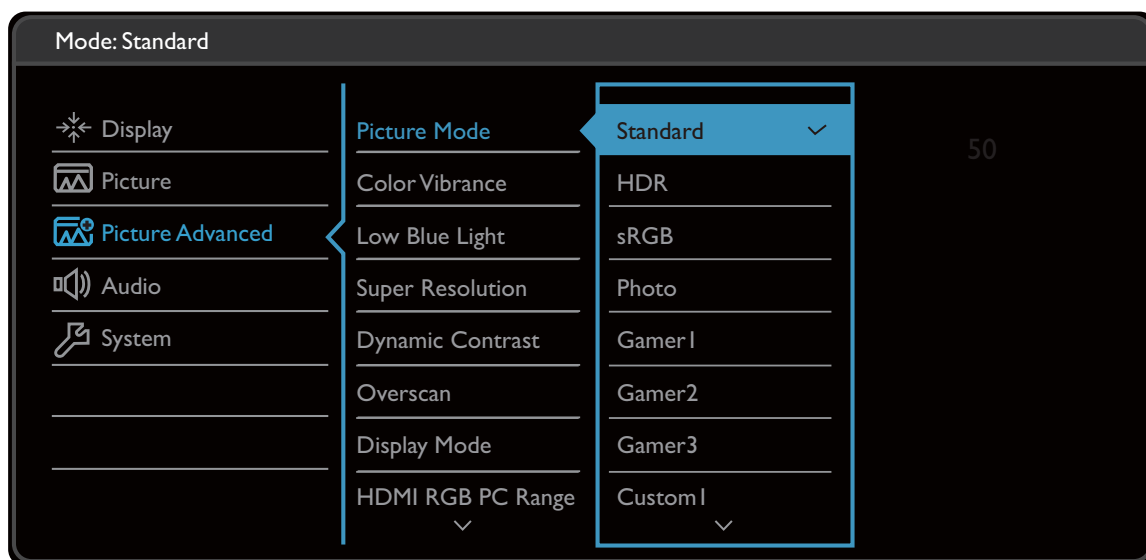 Mode: Standard
Display
Picture
Picture Advanced
Audio
System
Picture Mode
Color Vibrance
Low Blue Light
Super Resolution
Dynamic Contrast
Overscan
Display Mode
HDMI RGB PC Range
Standard
HDR
sRGB
Photo
Gamer1
Gamer2
Gamer3
Custom1
50